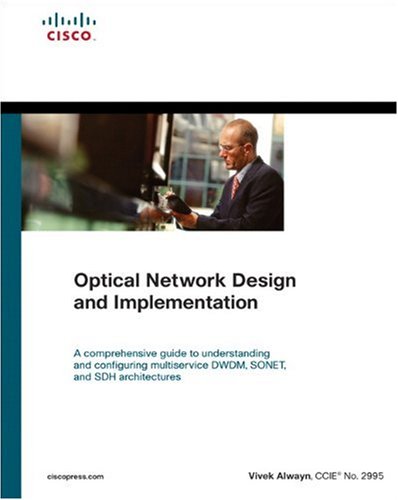 CISCO.
Optical Network Design
and Implementation
A comprehensive guide to understanding
and configuring multiservice DWDM, SONET,
and SDH architectures
ciscopress.com
Vivek Alwayn, CCIE® No. 2995